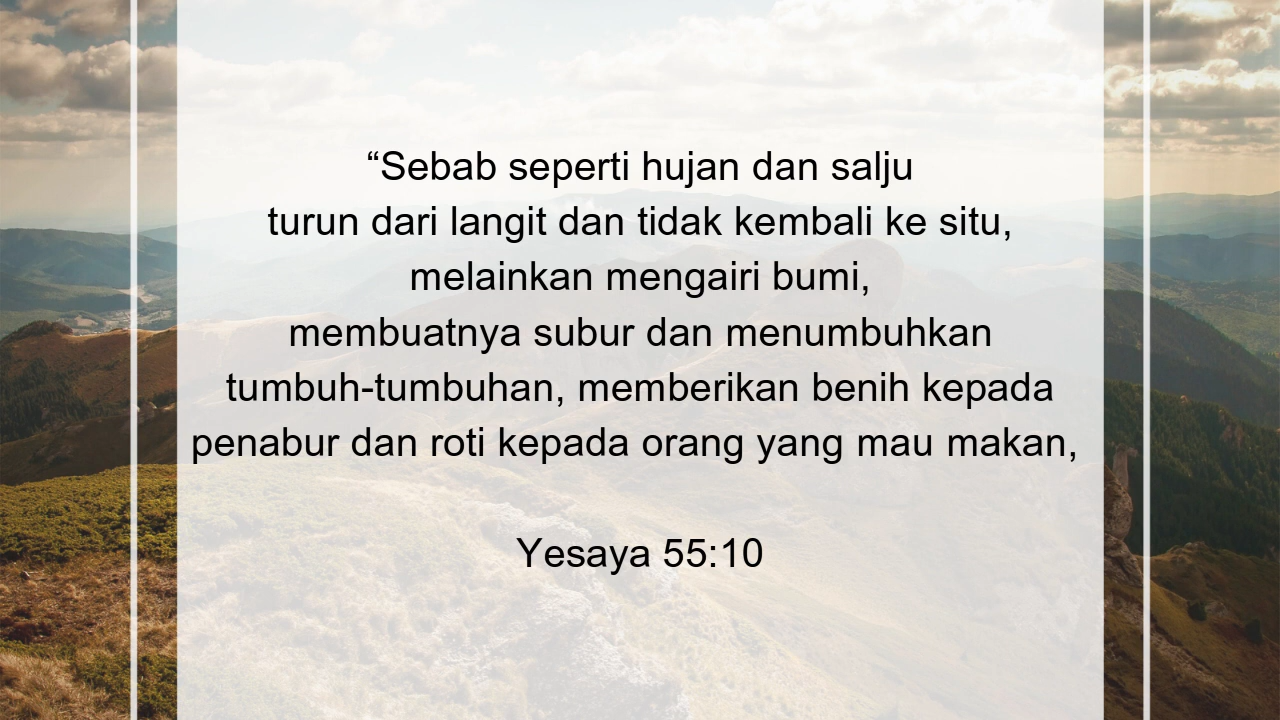 “Sebab seperti hujan dan salju
turun dari langit dan tidak kembali ke situ,
melainkan mengairi bumi,
membuatnya subur dan menumbuhkan
tumbuh-tumbuhan, memberikan benih kepada
penabur dan roti kepada orang yang mau makan,
Yesaya 55:10